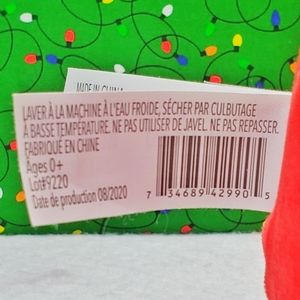 MADE IN CHINA
LAVER À LA MACHINE À L'EAU FROIDE, SÉCHER PAR CULBUTAGE
À BASSE TEMPÉRATURE. NE PAS UTILISER DE JAVEL. NE PAS REPASSER.
FABRIQUÉ EN CHINE
Ages 0+
Lot#9220
Date de production 08/2020
7 34689 42990 5